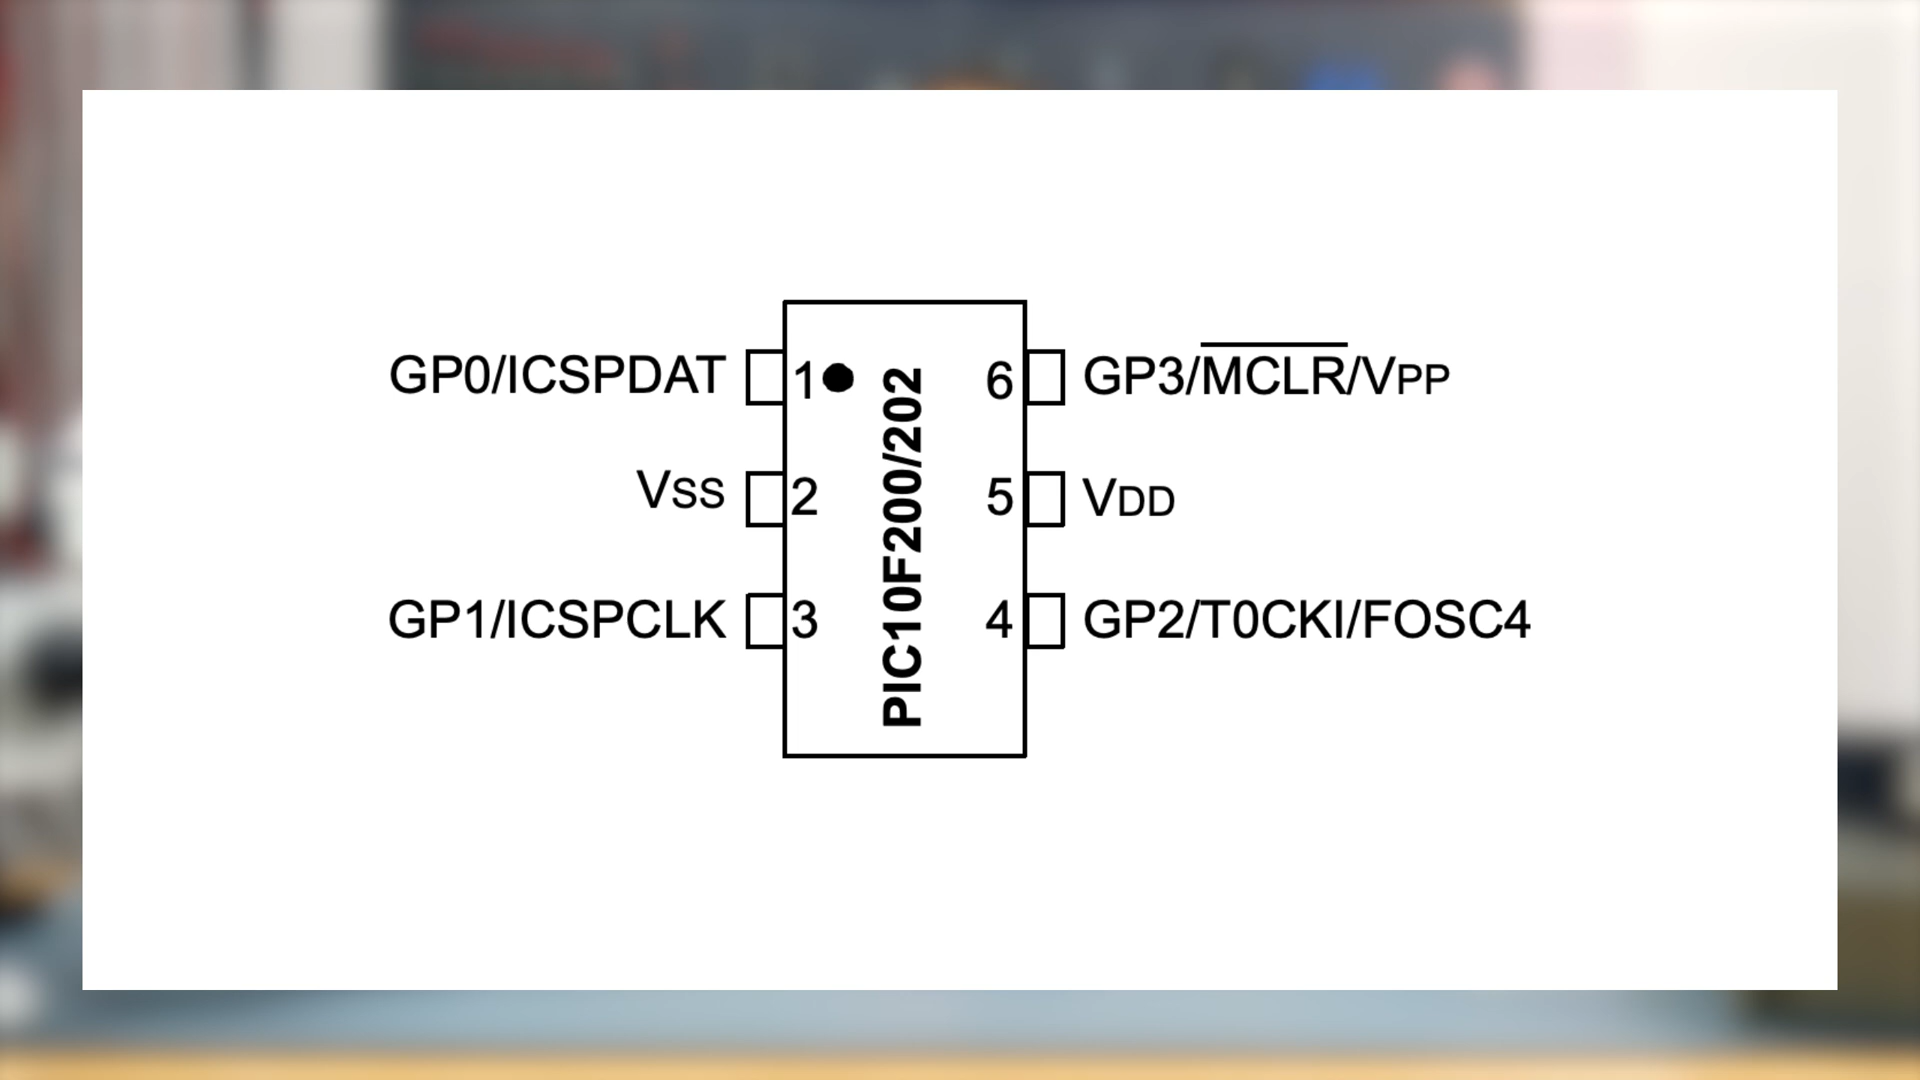 GP0/ICSPDAT 1 6 GP3/MCLR/VPP
VSS 2 5 VDD
GP1/ICSPCLK 3 4 GP2/T0CKI/FOSC4
PIC10F200/202